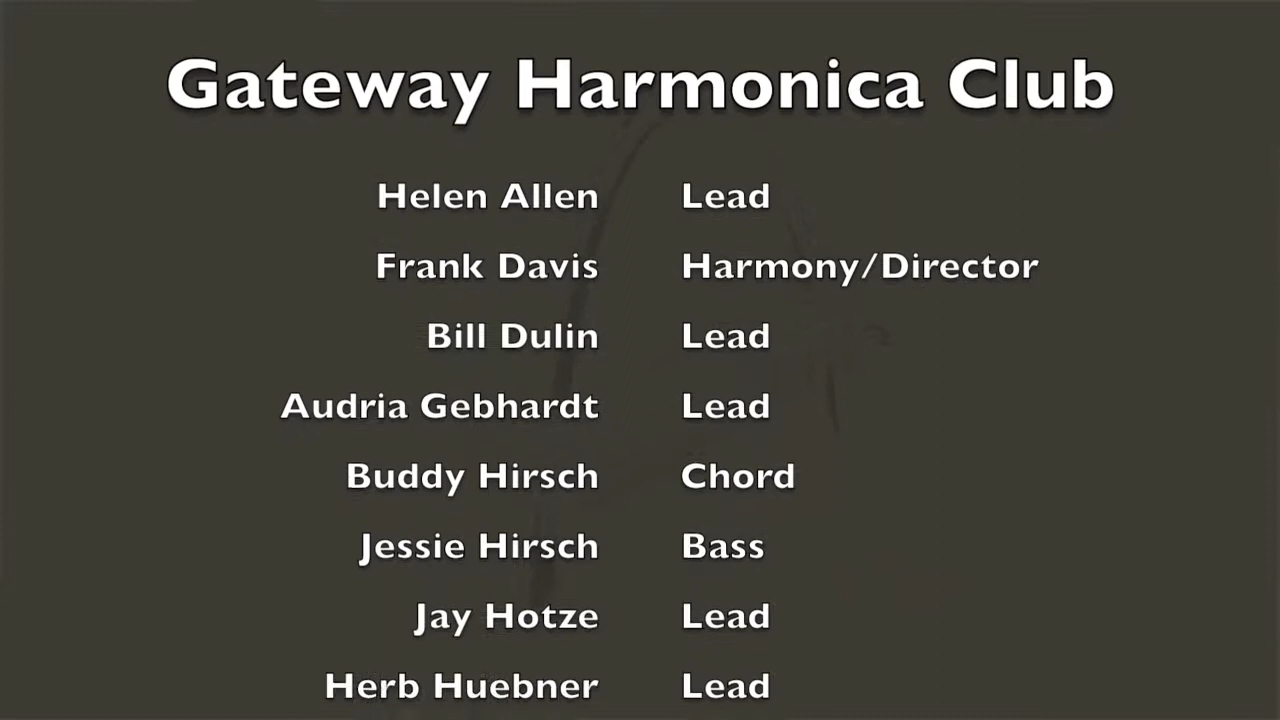 Gateway Harmonica Club
Helen Allen Lead
Frank Davis Harmony/Director
Bill Dulin Lead
Audria Gebhardt Lead
Buddy Hirsch Chord
Jessie Hirsch Bass
Jay Hotze Lead
Herb Huebner Lead